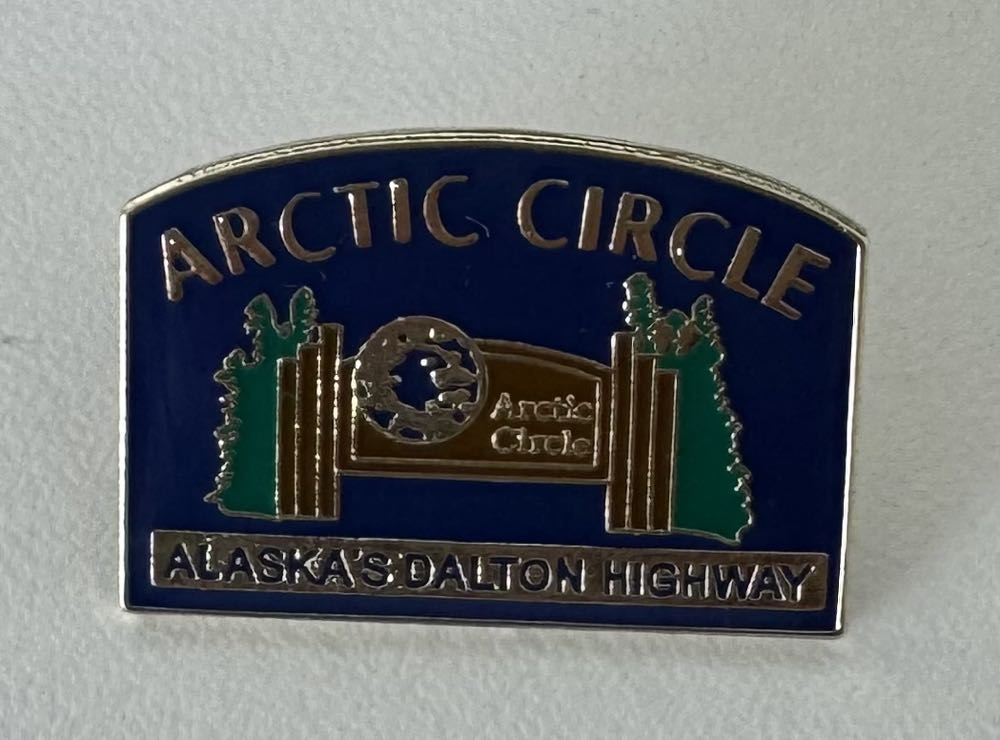 ARCTIC CIRCLE
Arctic
Circle
ALASKA'S DALTON HIGHWAY